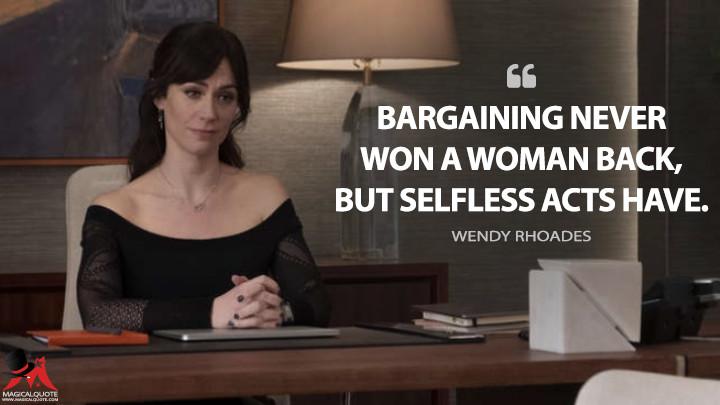 ❝
BARGAINING NEVER
WON A WOMAN BACK,
BUT SELFLESS ACTS HAVE.
WENDY RHOADES
MAGICALQUOTE
WWW.MAGICALQUOTE.COM